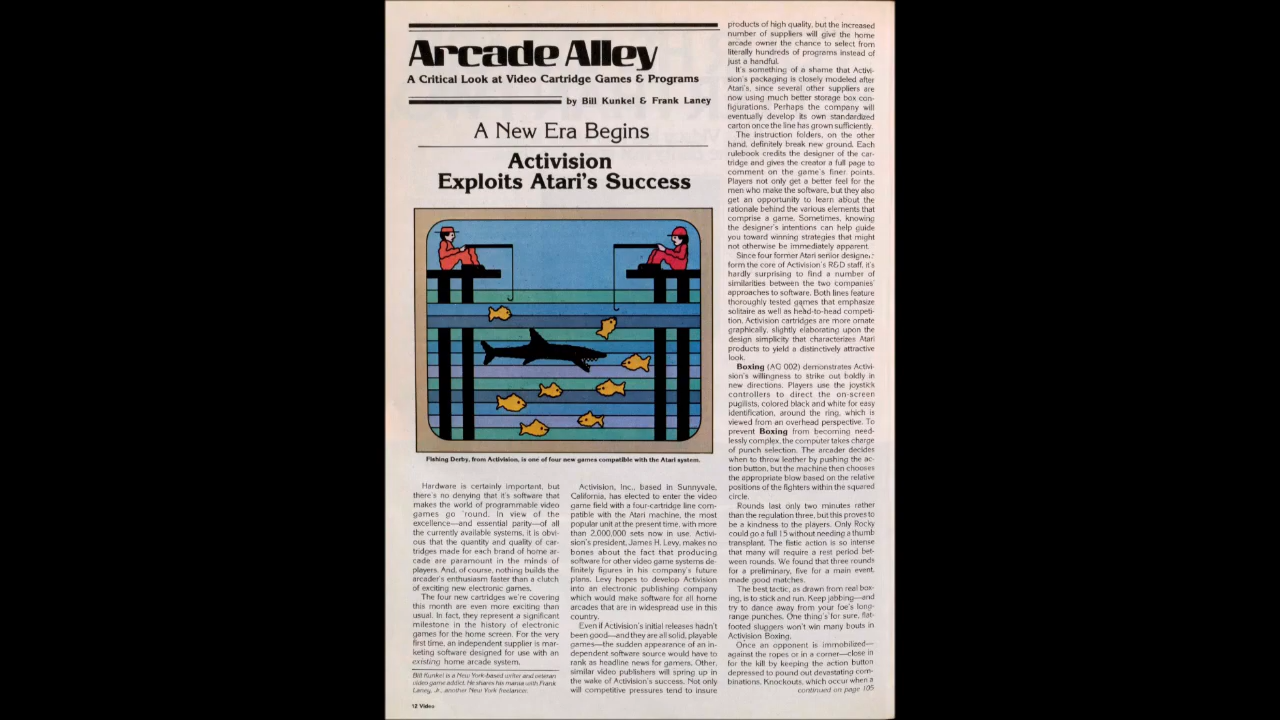 Arcade Alley
A Critical Look at Video Cartridge Games & Programs
by Bill Kunkel & Frank Laney
A New Era Begins
Activision
Exploits Atari's Success
Fishing Derby, from Activision, is one of four new games compatible with the Atari system.
Hardware is certainly important, but
there's no denying that it's software that
makes the world of programmable video
games go 'round. In view of the
excellence—and essential parity—of all
the currently available systems, it is obvi-
ous that the quantity and quality of car-
tridges made for each brand of home ar-
cade are paramount in the minds of
players. And, of course, nothing builds the
arcader's enthusiasm faster than a clutch
of exciting new electronic games.
The four new cartridges we're covering
this month are even more exciting than
usual. In fact, they represent a significant
milestone in the history of electronic
games for the home screen. For the very
first time, an independent supplier is mar-
keting software designed for use with an
existing home arcade system.
Bill Kunkel is a New York-based writer and veteran
video game addict. He shares his mania with Frank
Laney, Jr., another New York freelancer.
12 Video
Activision, Inc., based in Sunnyvale,
California, has elected to enter the video
game field with a four-cartridge line com-
patible with the Atari machine, the most
popular unit at the present time, with more
than 2,000,000 sets now in use. Activi-
sion's president, James H. Levy, makes no
bones about the fact that producing
software for other video game systems de-
finitely figures in his company's future
plans. Levy hopes to develop Activision
into an electronic publishing company
which would make software for all home
arcades that are in widespread use in this
country.
Even if Activision's initial releases hadn't
been good—and they are all solid, playable
games—the sudden appearance of an in-
dependent software source would have to
rank as headline news for gamers. Other,
similar video publishers will spring up in
the wake of Activision's success. Not only
will competitive pressures tend to insure
products of high quality, but the increased
number of suppliers will give the home
arcade owner the chance to select from
literally hundreds of programs instead of
just a handful.
It's something of a shame that Activi-
sion's packaging is closely modeled after
Atari's, since several other suppliers are
now using much better storage box con-
figurations. Perhaps the company will
eventually develop its own standardized
carton once the line has grown sufficiently.
The instruction folders, on the other
hand, definitely break new ground. Each
rulebook credits the designer of the car-
tridge and gives the creator a full page to
comment on the game's finer points.
Players not only get a better feel for the
men who make the software, but they also
get an opportunity to learn about the
rationale behind the various elements that
comprise a game. Sometimes, knowing
the designer's intentions can help guide
you toward winning strategies that might
not otherwise be immediately apparent.
Since four former Atari senior designers
form the core of Activision's R&D staff, it's
hardly surprising to find a number of
similarities between the two companies'
approaches to software. Both lines feature
thoroughly tested games that emphasize
solitaire as well as head-to-head competi-
tion. Activision cartridges are more ornate
graphically, slightly elaborating upon the
design simplicity that characterizes Atari
products to yield a distinctively attractive
look.
Boxing (AG 002) demonstrates Activi-
sion's willingness to strike out boldly in
new directions. Players use the joystick
controllers to direct the on-screen
pugilists, colored black and white for easy
identification, around the ring, which is
viewed from an overhead perspective. To
prevent Boxing from becoming need-
lessly complex, the computer takes charge
of punch selection. The arcader decides
when to throw leather by pushing the ac-
tion button, but the machine then chooses
the appropriate blow based on the relative
positions of the fighters within the squared
circle.
Rounds last only two minutes rather
than the regulation three, but this proves to
be a kindness to the players. Only Rocky
could go a full 15 without needing a thumb
transplant. The fistic action is so intense
that many will require a rest period bet-
ween rounds. We found that three rounds
for a preliminary, five for a main event,
made good matches.
The best tactic, as drawn from real box-
ing, is to stick and run. Keep jabbing—and
try to dance away from your foe's long-
range punches. One thing's for sure, flat-
footed sluggers won't win many bouts in
Activision Boxing.
Once an opponent is immobilized—
against the ropes or in a corner—close in
for the kill by keeping the action button
depressed to pound out devastating com-
binations. Knockouts, which occur when a
continued on page 105